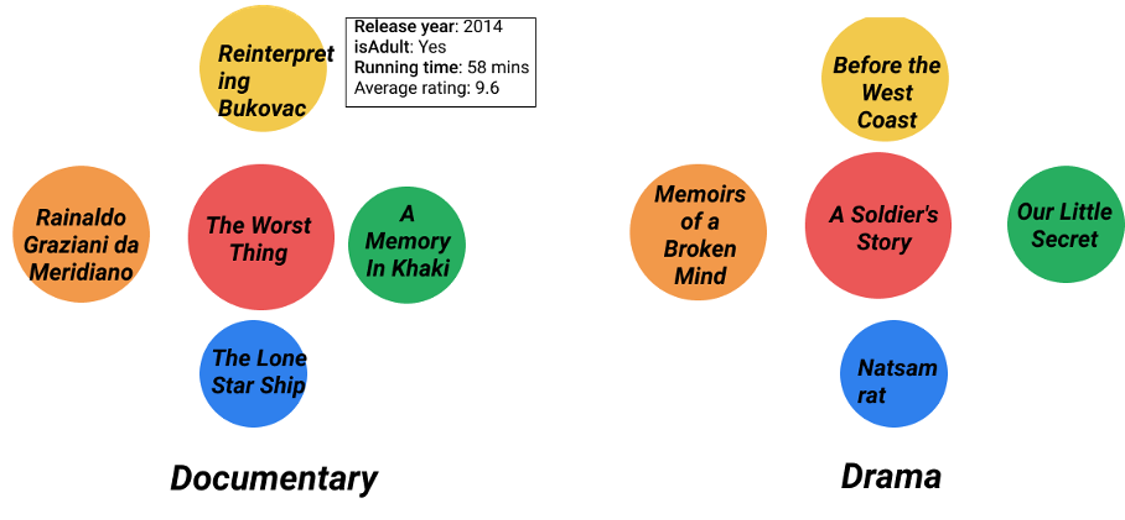 Reinterpret
ing
Bukovac
Release year: 2014
isAdult: Yes
Running time: 58 mins
Average rating: 9.6
Rainaldo
Graziani da
Meridiano
The Worst
Thing
A
Memory
In Khaki
The Lone
Star Ship
Documentary
Before the
West
Coast
Memoirs
of a
Broken
Mind
A Soldier's
Story
Our Little
Secret
Natsam
rat
Drama